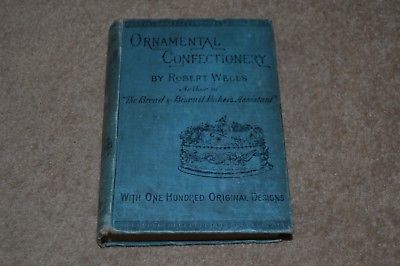 ORNAMENTAL
CONFECTIONERY
BY ROBERT WELLS
Author of
"The Bread & Biscuit Baker's Assistant"
WITH ONE HUNDRED ORIGINAL DESIGNS